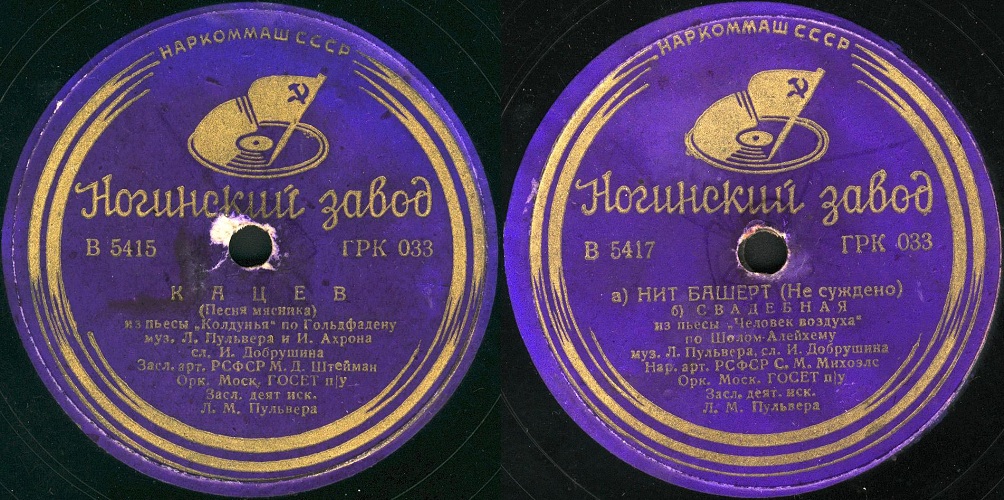 НАРКОММАШ СССР
Ногинский завод
В 5415 ГРК 033
КАЦЕВ
(Песня мясника)
из пьесы „Колдунья" по Гольдфадену
муз. Л. Пульвера и И. Ахрона
сл. И. Добрушина
Засл. арт. РСФСР М. Д. Штейман
Орк. Моск. ГОСЕТ п/у
Засл. деят. иск.
Л. М. Пульвера
НАРКОММАШ СССР
Ногинский завод
В 5417 ГРК 033
а) НИТ БАШЕРТ (Не суждено)
б) СВАДЕБНАЯ
из пьесы „Человек воздуха"
по Шолом-Алейхему
муз. Л. Пульвера, сл. И. Добрушина
Нар. арт. РСФСР С. М. Михоэлс
Орк. Моск. ГОСЕТ п/у
Засл. деят. иск.
Л. М. Пульвера